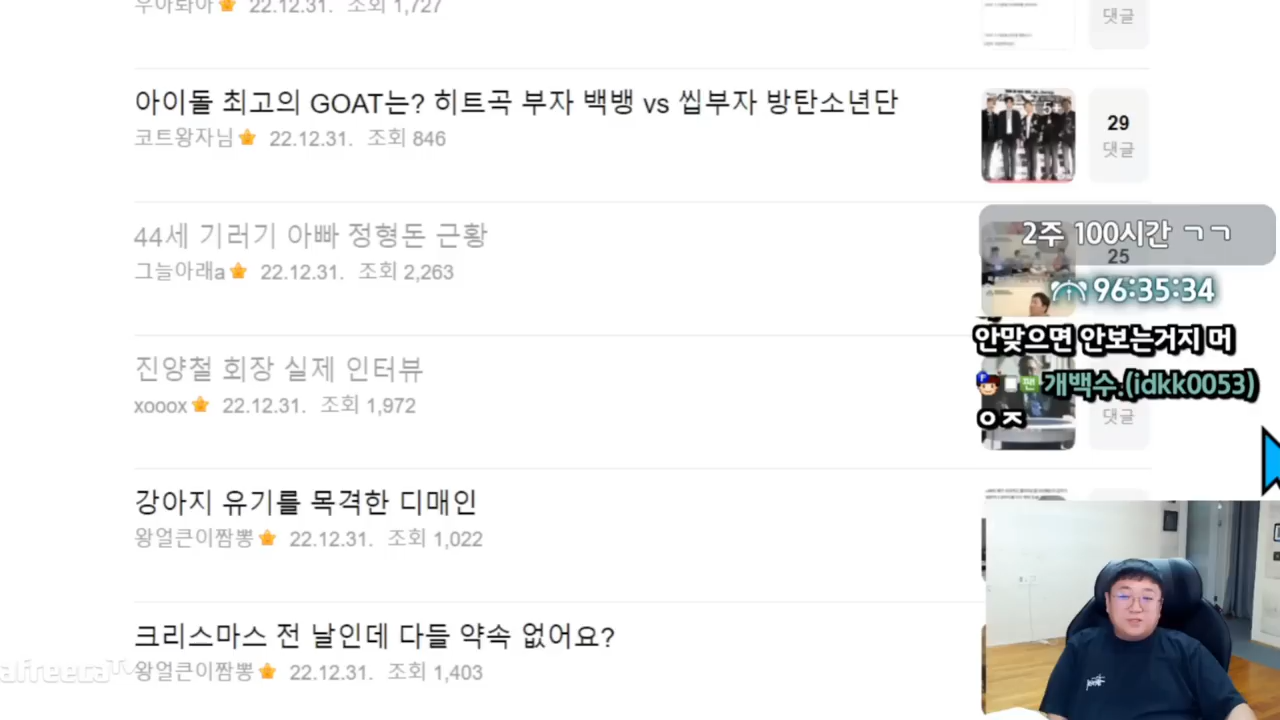 우아돠아 22.12.31. 조회 1,727
댓글
아이돌 최고의 GOAT는? 히트곡 부자 백뱅 vs 씹부자 방탄소년단
코트왕자님 22.12.31. 조회 846
29
댓글
44세 기러기 아빠 정형돈 근황
그늘아래a 22.12.31. 조회 2,263
2주 100시간 ㄱㄱ
25
96:35:34
안맞으면 안보는거지 머
진양철 회장 실제 인터뷰
xooox 22.12.31. 조회 1,972
팬 개백수.(idkk0053)
ㅇㅈ
댓글
강아지 유기를 목격한 디매인
왕얼큰이짬뽕 22.12.31. 조회 1,022
크리스마스 전 날인데 다들 약속 없어요?
왕얼큰이짬뽕 22.12.31. 조회 1,403
afreecaTV